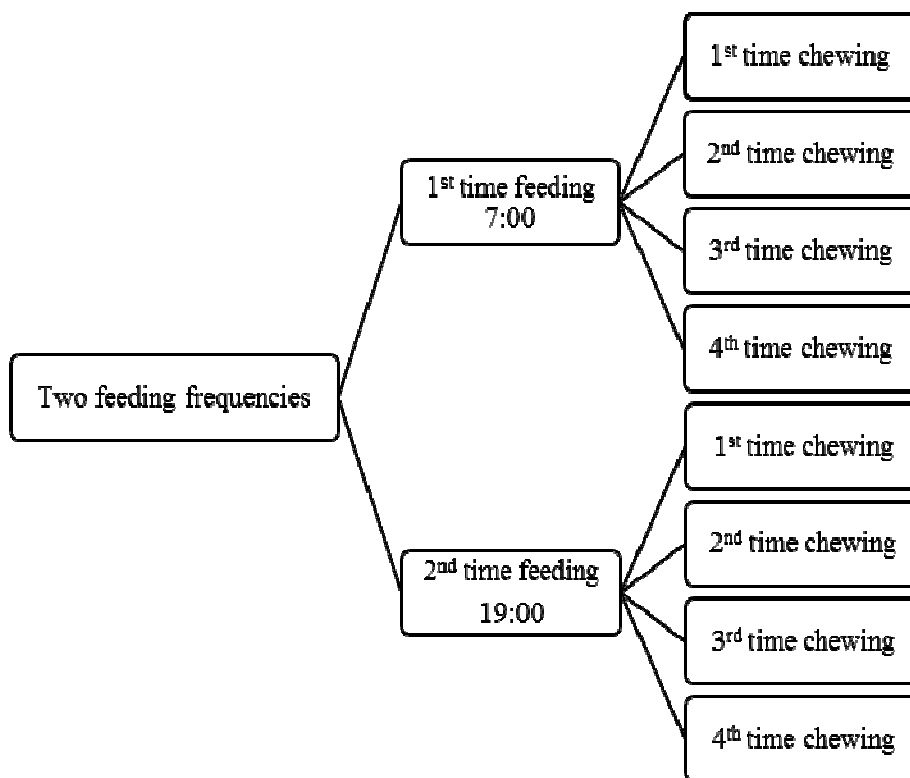 Two feeding frequencies
1st time feeding
7:00
1st time chewing
2nd time chewing
3rd time chewing
4th time chewing
2nd time feeding
19:00
1st time chewing
2nd time chewing
3rd time chewing
4th time chewing